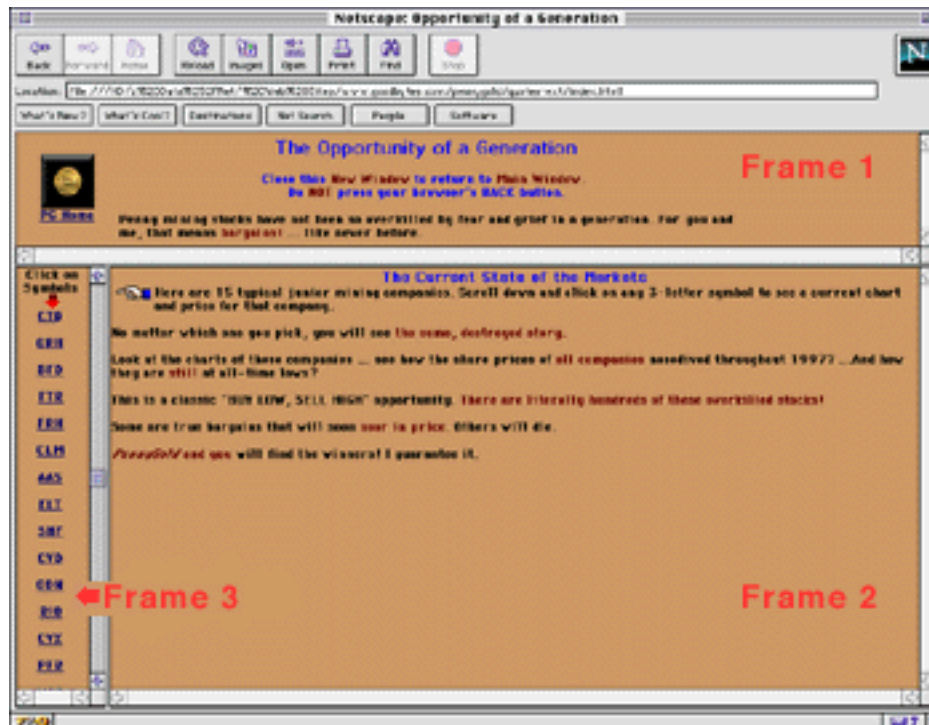 Netscape: Opportunity of a Generation
Back Forward Home Reload Images Open Print Find Stop
Location:
What's New? What's Cool? Destinations Net Search People Software
The Opportunity of a Generation
Frame 1
Close this New Window to return to Main Window.
Do NOT press your browser's BACK button.
PG Home
Penny mining stocks have not been so overkilled by fear and grief in a generation. For you and
me, that means bargains! ... like never before.
Click on
Symbols
The Current State of the Markets
Here are 15 typical junior mining companies. Scroll down and click on any 3-letter symbol to see a current chart
and price for that company.
No matter which one you pick, you will see the same, destroyed story.
Look at the charts of these companies ... see how the share prices of all companies nosedived throughout 1997? ...And how
they are still at all-time lows?
This is a classic "BUY LOW, SELL HIGH" opportunity. There are literally hundreds of these overkilled stocks!
Some are true bargains that will soon soar in price. Others will die.
PennyGold and you will find the winners! I guarantee it.
CLM
AAS
CYD
Frame 3
Frame 2